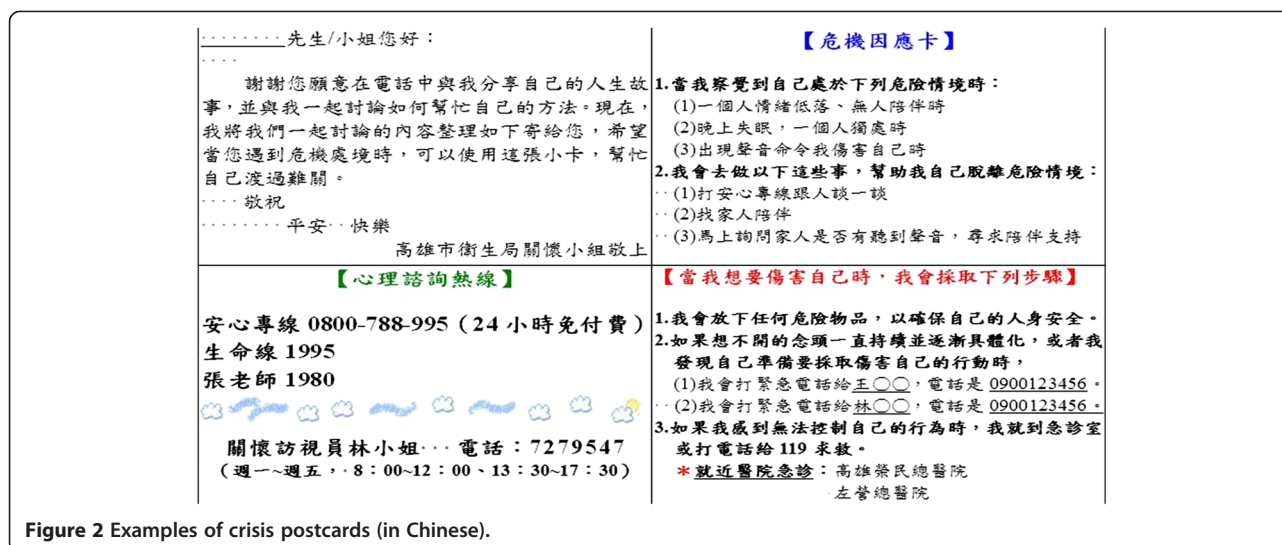 ········先生/小姐您好：
····
謝謝您願意在電話中與我分享自己的人生故
事，並與我一起討論如何幫忙自己的方法。現在，
我將我們一起討論的內容整理如下寄給您，希望
當您遇到危機處境時，可以使用這張小卡，幫忙
自己渡過難關。
····敬祝
········平安··快樂
高雄市衛生局關懷小組敬上
【危機因應卡】
1.當我察覺到自己處於下列危險情境時：
(1)一個人情緒低落、無人陪伴時
(2)晚上失眠，一個人獨處時
(3)出現聲音命令我傷害自己時
2.我會去做以下這些事，幫助我自己脫離危險情境：
··(1)打安心專線跟人談一談
··(2)找家人陪伴
··(3)馬上詢問家人是否有聽到聲音，尋求陪伴支持
【心理諮詢熱線】
安心專線 0800-788-995（24 小時免付費）
生命線 1995
張老師 1980
關懷訪視員林小姐···電話：7279547
（週一~週五，·8：00~12：00、13：30~17：30）
【當我想要傷害自己時，我會採取下列步驟】
1.我會放下任何危險物品，以確保自己的人身安全。
2.如果想不開的念頭一直持續並逐漸具體化，或者我
發現自己準備要採取傷害自己的行動時，
(1)我會打緊急電話給王○○，電話是 0900123456。
··(2)我會打緊急電話給林○○，電話是 0900123456。
3.如果我感到無法控制自己的行為時，我就到急診室
或打電話給 119 求救。
*就近醫院急診：高雄榮民總醫院
左營總醫院
Figure 2 Examples of crisis postcards (in Chinese).